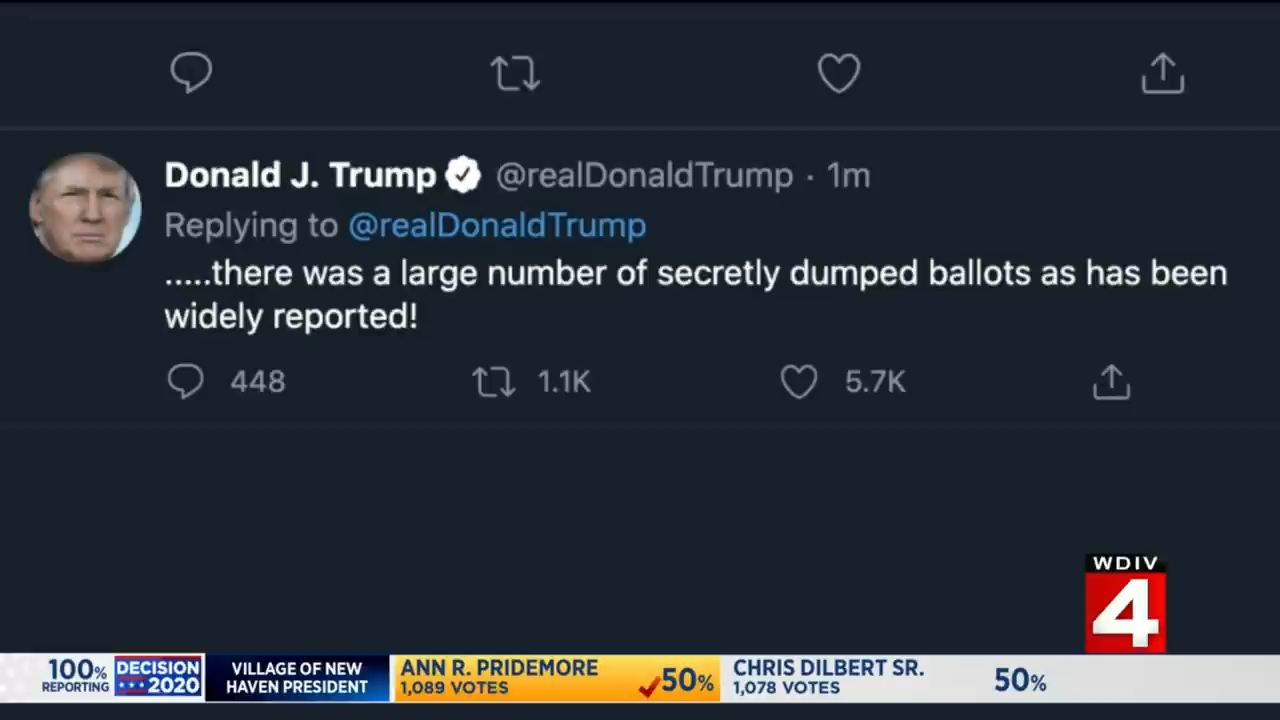 Donald J. Trump @realDonaldTrump · 1m
Replying to @realDonaldTrump
.....there was a large number of secretly dumped ballots as has been
widely reported!
448 1.1K 5.7K
WDIV
4
100% REPORTING
DECISION 2020
VILLAGE OF NEW
HAVEN PRESIDENT
ANN R. PRIDEMORE
1,089 VOTES
50%
CHRIS DILBERT SR.
1,078 VOTES
50%